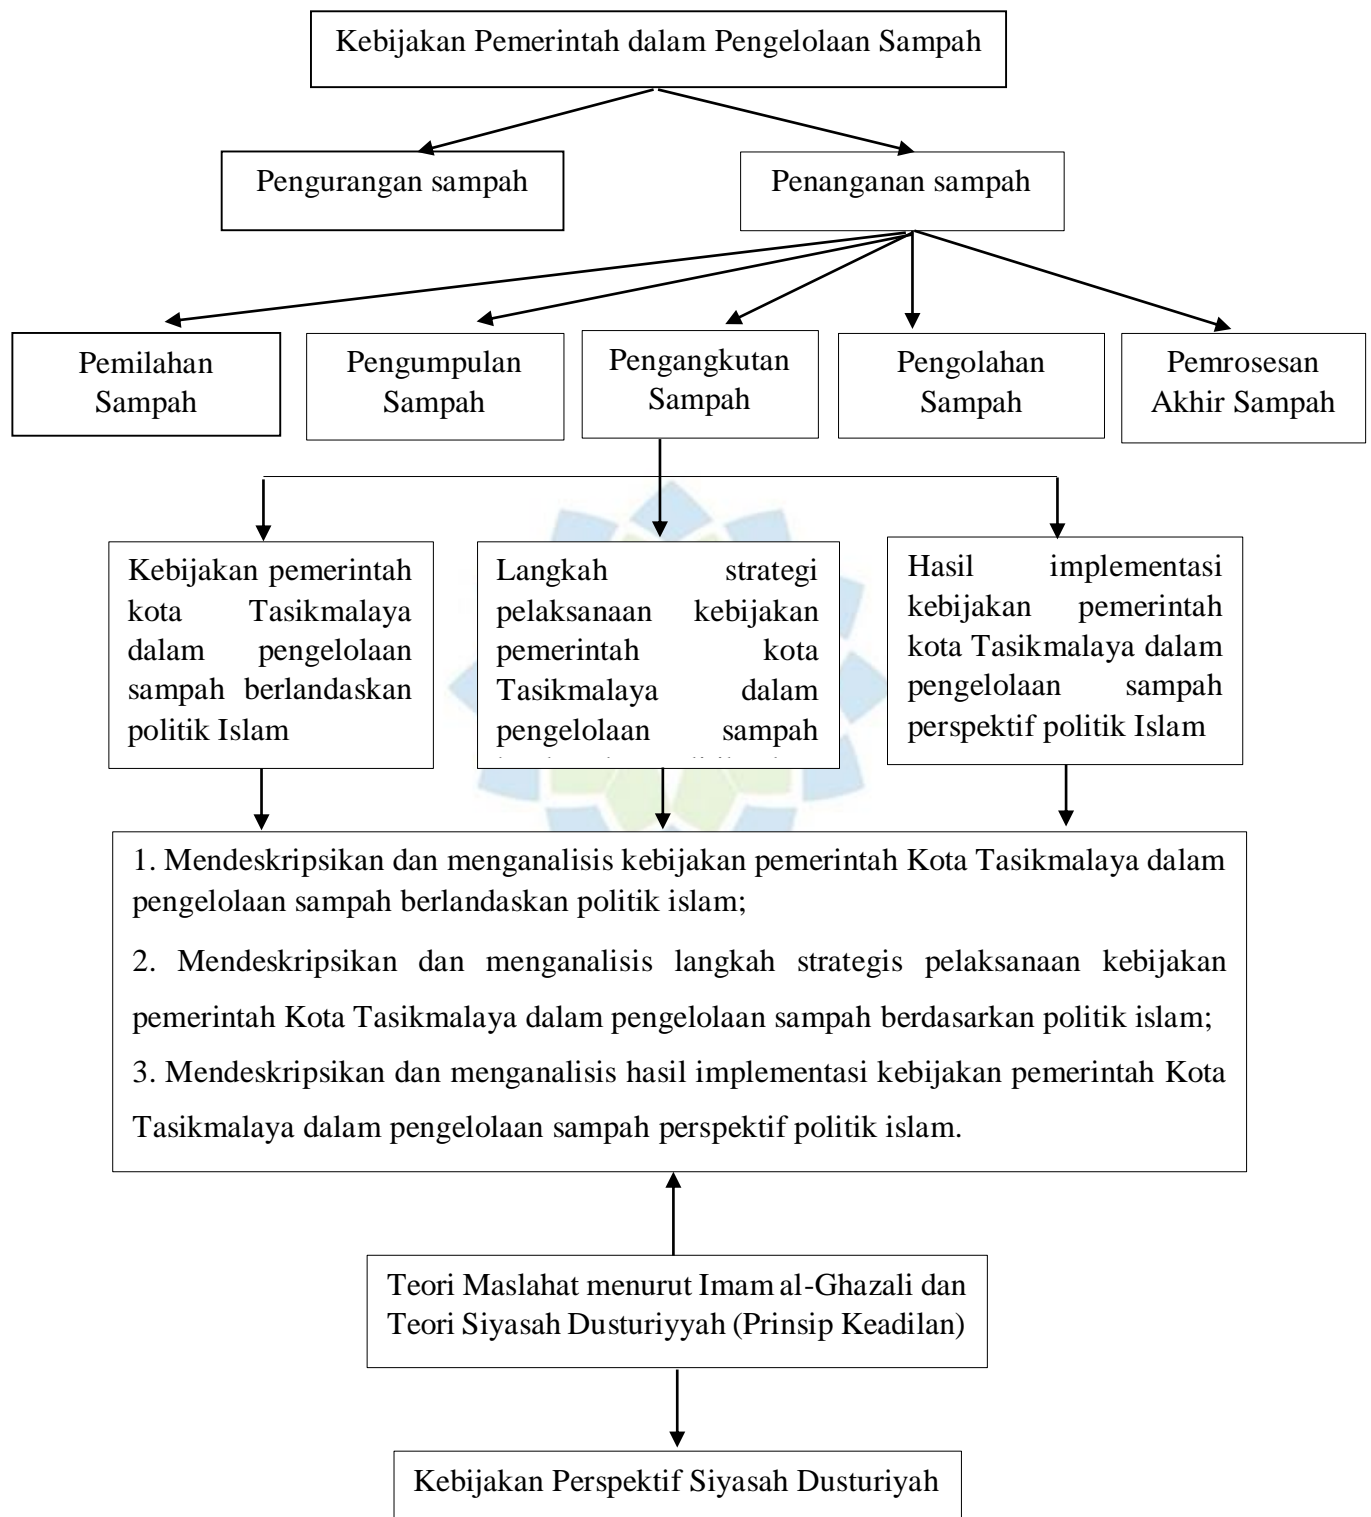 Kebijakan Pemerintah dalam Pengelolaan Sampah
Pengurangan sampah
Penanganan sampah
Pemilahan
Sampah
Pengumpulan
Sampah
Pengangkutan
Sampah
Pengolahan
Sampah
Pemrosesan
Akhir Sampah
Kebijakan pemerintah
kota Tasikmalaya
dalam pengelolaan
sampah berlandaskan
politik Islam
Langkah strategi
pelaksanaan kebijakan
pemerintah kota
Tasikmalaya dalam
pengelolaan sampah
Hasil implementasi
kebijakan pemerintah
kota Tasikmalaya dalam
pengelolaan sampah
perspektif politik Islam
1. Mendeskripsikan dan menganalisis kebijakan pemerintah Kota Tasikmalaya dalam
pengelolaan sampah berlandaskan politik islam;
2. Mendeskripsikan dan menganalisis langkah strategis pelaksanaan kebijakan
pemerintah Kota Tasikmalaya dalam pengelolaan sampah berdasarkan politik islam;
3. Mendeskripsikan dan menganalisis hasil implementasi kebijakan pemerintah Kota
Tasikmalaya dalam pengelolaan sampah perspektif politik islam.
Teori Maslahat menurut Imam al-Ghazali dan
Teori Siyasah Dusturiyyah (Prinsip Keadilan)
Kebijakan Perspektif Siyasah Dusturiyah